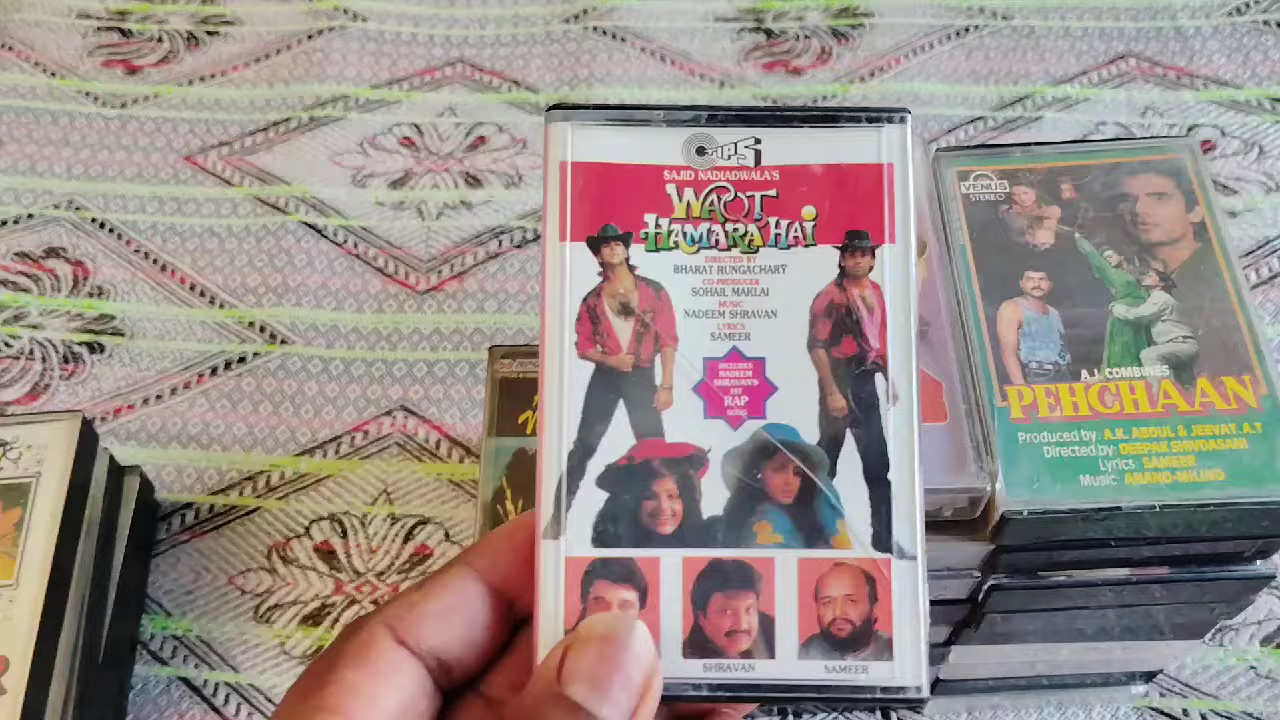 TIPS
SAJID NADIADWALA'S
WAQT
HAMARA HAI
DIRECTED BY
BHARAT RUNGACHARY
CO-PRODUCER
SOHAIL MAKLAI
MUSIC
NADEEM SHRAVAN
LYRICS
SAMEER
INCLUDES
NADEEM
SHRAVAN'S
1ST
RAP
SONG
SHRAVAN
SAMEER
VENUS
STEREO
A.J. COMBINES
PEHCHAAN
Produced by: A.K. ABDUL & JEEVAT. A.T
Directed by: DEEPAK SHIVDASANI
Lyrics: SAMEER
Music: ANAND-MILIND